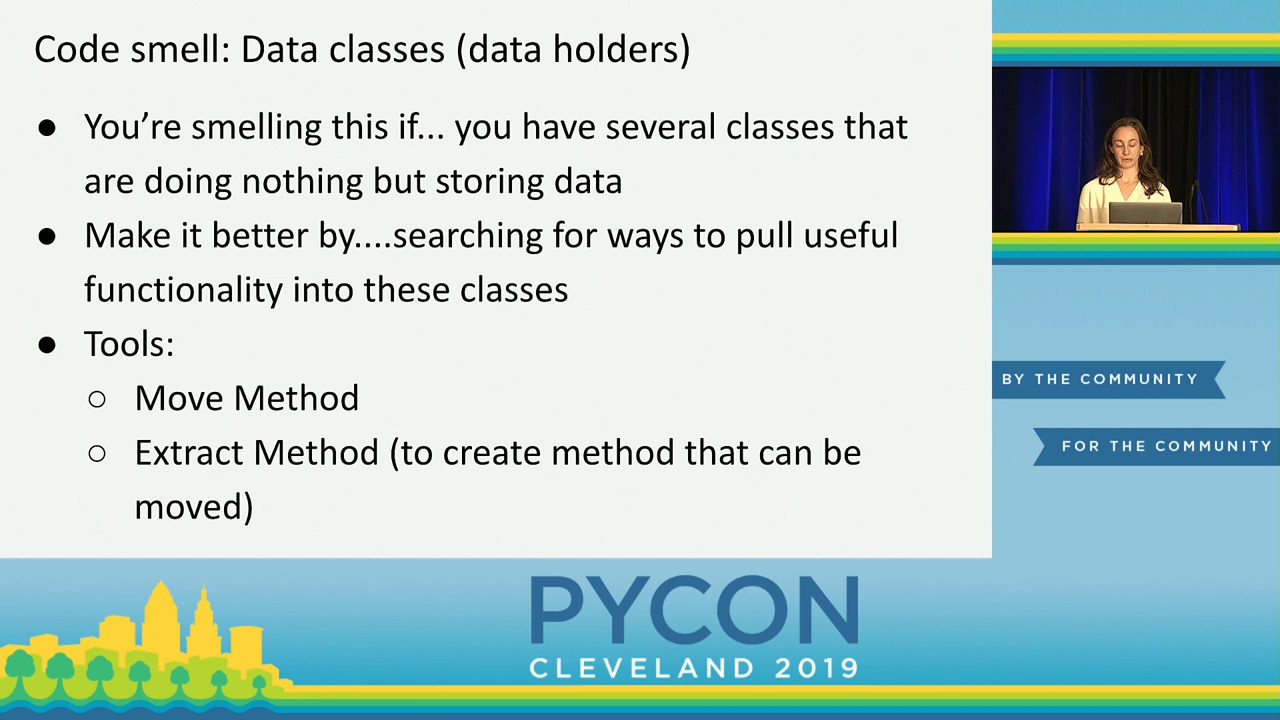 Code smell: Data classes (data holders)
● You’re smelling this if... you have several classes that
are doing nothing but storing data
● Make it better by....searching for ways to pull useful
functionality into these classes
● Tools:
○ Move Method
○ Extract Method (to create method that can be
moved)
BY THE COMMUNITY
FOR THE COMMUNITY
PYCON
CLEVELAND 2019